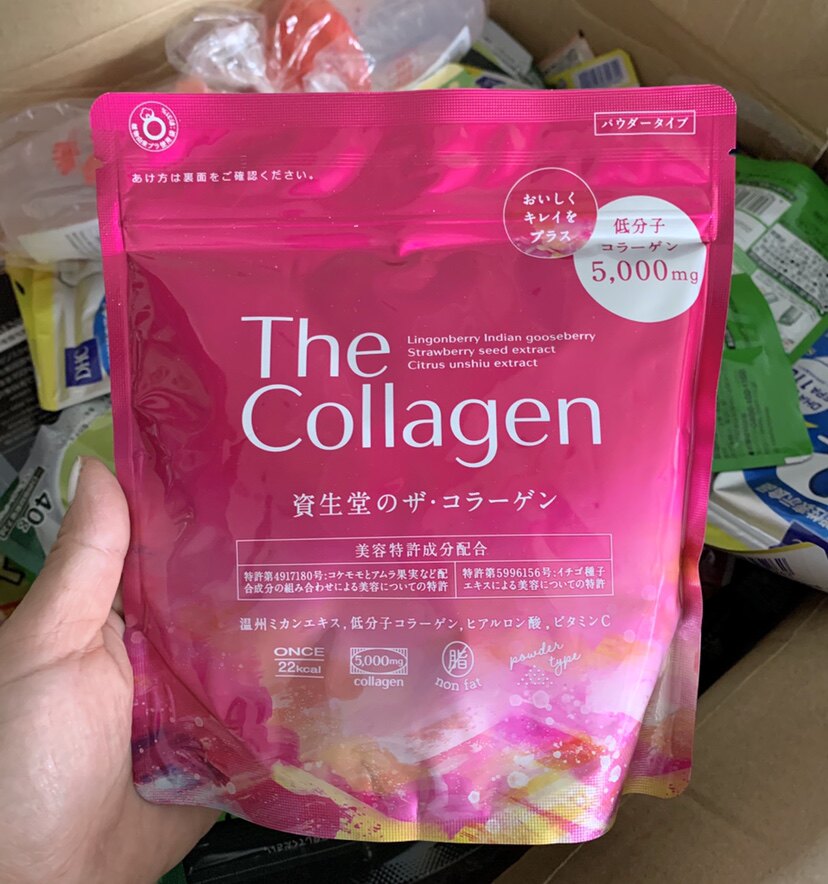 パウダータイプ
あけ方は裏面をご確認ください。
おいしく
キレイを
プラス
低分子
コラーゲン
5,000mg
The
Collagen
Lingonberry Indian gooseberry
Strawberry seed extract
Citrus unshiu extract
資生堂のザ・コラーゲン
美容特許成分配合
特許第4917180号:コケモモとアムラ果実など配
合成分の組み合わせによる美容についての特許
特許第5996156号:イチゴ種子
エキスによる美容についての特許
温州ミカンエキス,低分子コラーゲン,ヒアルロン酸,ビタミンC
ONCE
22kcal
5,000mg
collagen
脂
non fat
powder
type
DHC
40g